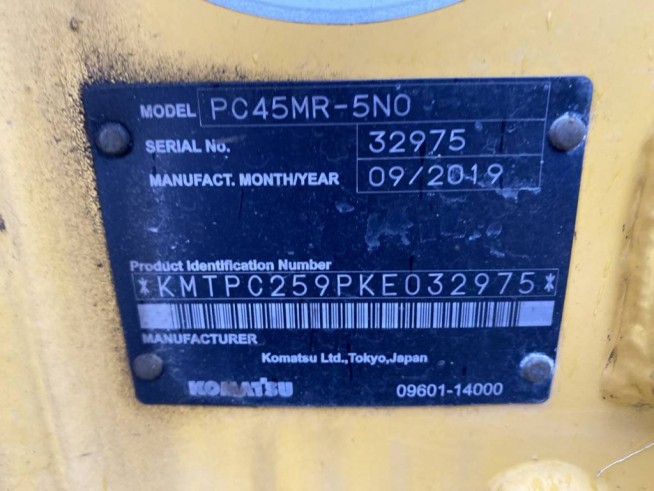 MODEL PC45MR-5N0
SERIAL No. 32975
MANUFACT. MONTH/YEAR 09/2019
Product Identification Number
*KMTPC259PKE032975*
MANUFACTURER
Komatsu Ltd.,Tokyo,Japan
KOMATSU 09601-14000